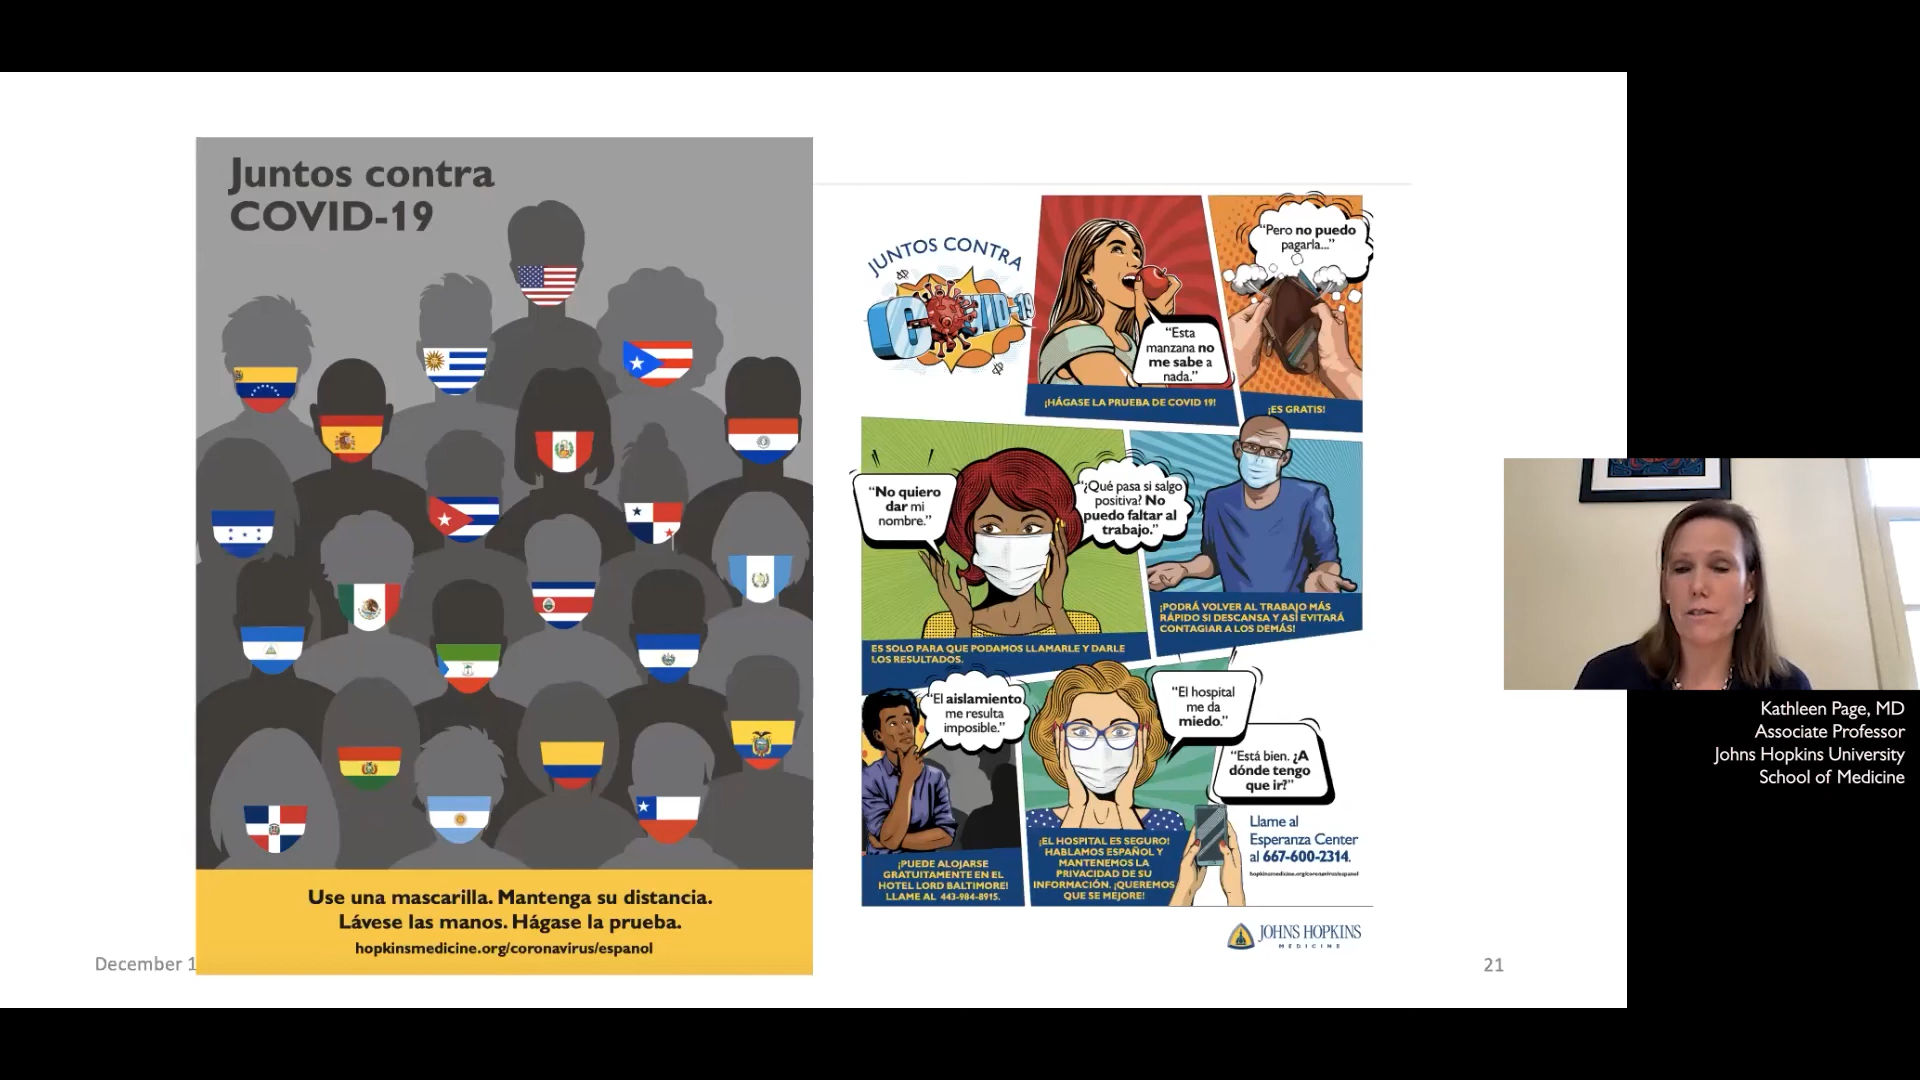 Juntos contra
COVID-19
Use una mascarilla. Mantenga su distancia.
Lávese las manos. Hágase la prueba.
hopkinsmedicine.org/coronavirus/espanol
December 1
JUNTOS CONTRA
COVID-19
“Esta
manzana no
me sabe a
nada.”
¡HÁGASE LA PRUEBA DE COVID 19!
“Pero no puedo
pagarla...”
¡ES GRATIS!
“No quiero
dar mi
nombre.”
ES SOLO PARA QUE PODAMOS LLAMARLE Y DARLE
LOS RESULTADOS.
“¿Qué pasa si salgo
positiva? No
puedo faltar al
trabajo.”
¡PODRÁ VOLVER AL TRABAJO MÁS
RÁPIDO SI DESCANSA Y ASÍ EVITARÁ
CONTAGIAR A LOS DEMÁS!
“El aislamiento
me resulta
imposible.”
¡PUEDE ALOJARSE
GRATUITAMENTE EN EL
HOTEL LORD BALTIMORE!
LLAME AL 443-984-8915.
“El hospital
me da
miedo.”
¡EL HOSPITAL ES SEGURO!
HABLAMOS ESPAÑOL Y
MANTENEMOS LA
PRIVACIDAD DE SU
INFORMACIÓN. ¡QUEREMOS
QUE SE MEJORE!
“Está bien. ¿A
dónde tengo
que ir?”
Llame al
Esperanza Center
al 667-600-2314.
hopkinsmedicine.org/coronavirus/espanol
JOHNS HOPKINS
MEDICINE
21
Kathleen Page, MD
Associate Professor
Johns Hopkins University
School of Medicine